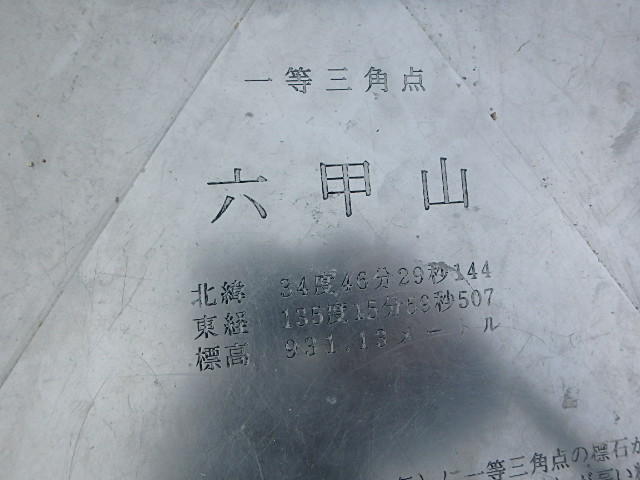 一等三角点
六甲山
北緯 34度46分29秒144
東経 135度15分59秒507
標高 931.13メートル
に一等三角点の標石が